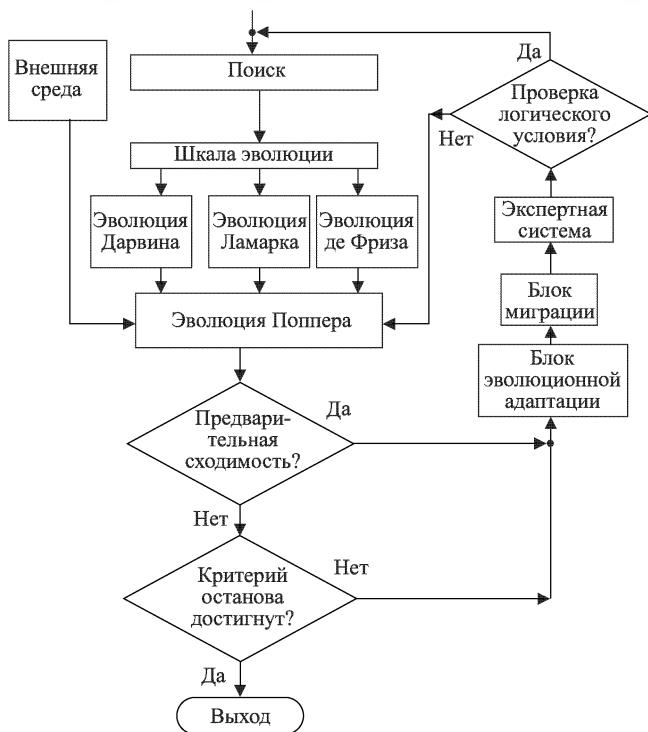 Внешняя
среда
Поиск
Да
Проверка
логического
условия?
Нет
Шкала эволюции
Эволюция
Дарвина
Эволюция
Ламарка
Эволюция
де Фриза
Экспертная
система
Блок
миграции
Эволюция Поппера
Блок
эволюционной
адаптации
Предвари-
тельная
сходимость?
Да
Нет
Критерий
останова
достигнут?
Нет
Да
Выход